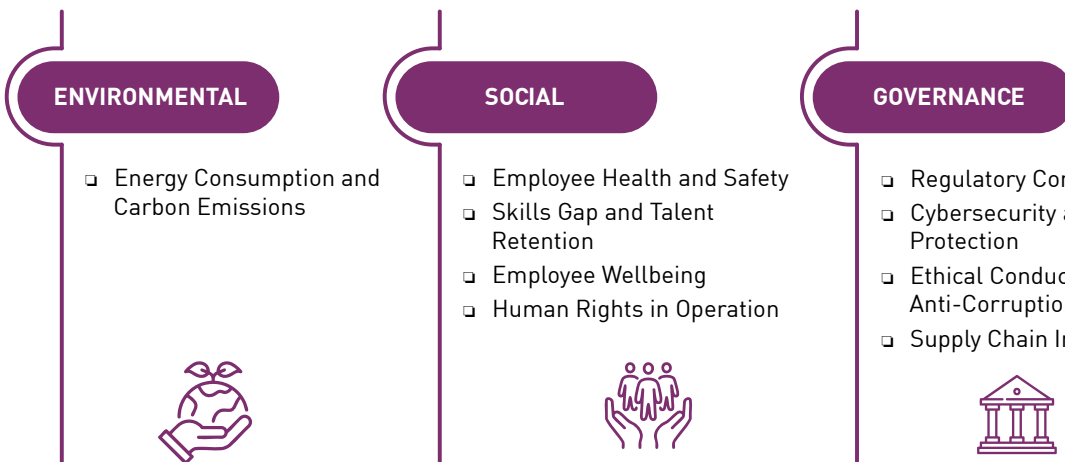 ENVIRONMENTAL
❑ Energy Consumption and
Carbon Emissions
SOCIAL
❑ Employee Health and Safety
❑ Skills Gap and Talent
Retention
❑ Employee Wellbeing
❑ Human Rights in Operation
GOVERNANCE
❑ Regulatory
❑ Cybersecurity
Protection
❑ Ethical
❑ Supply Chain